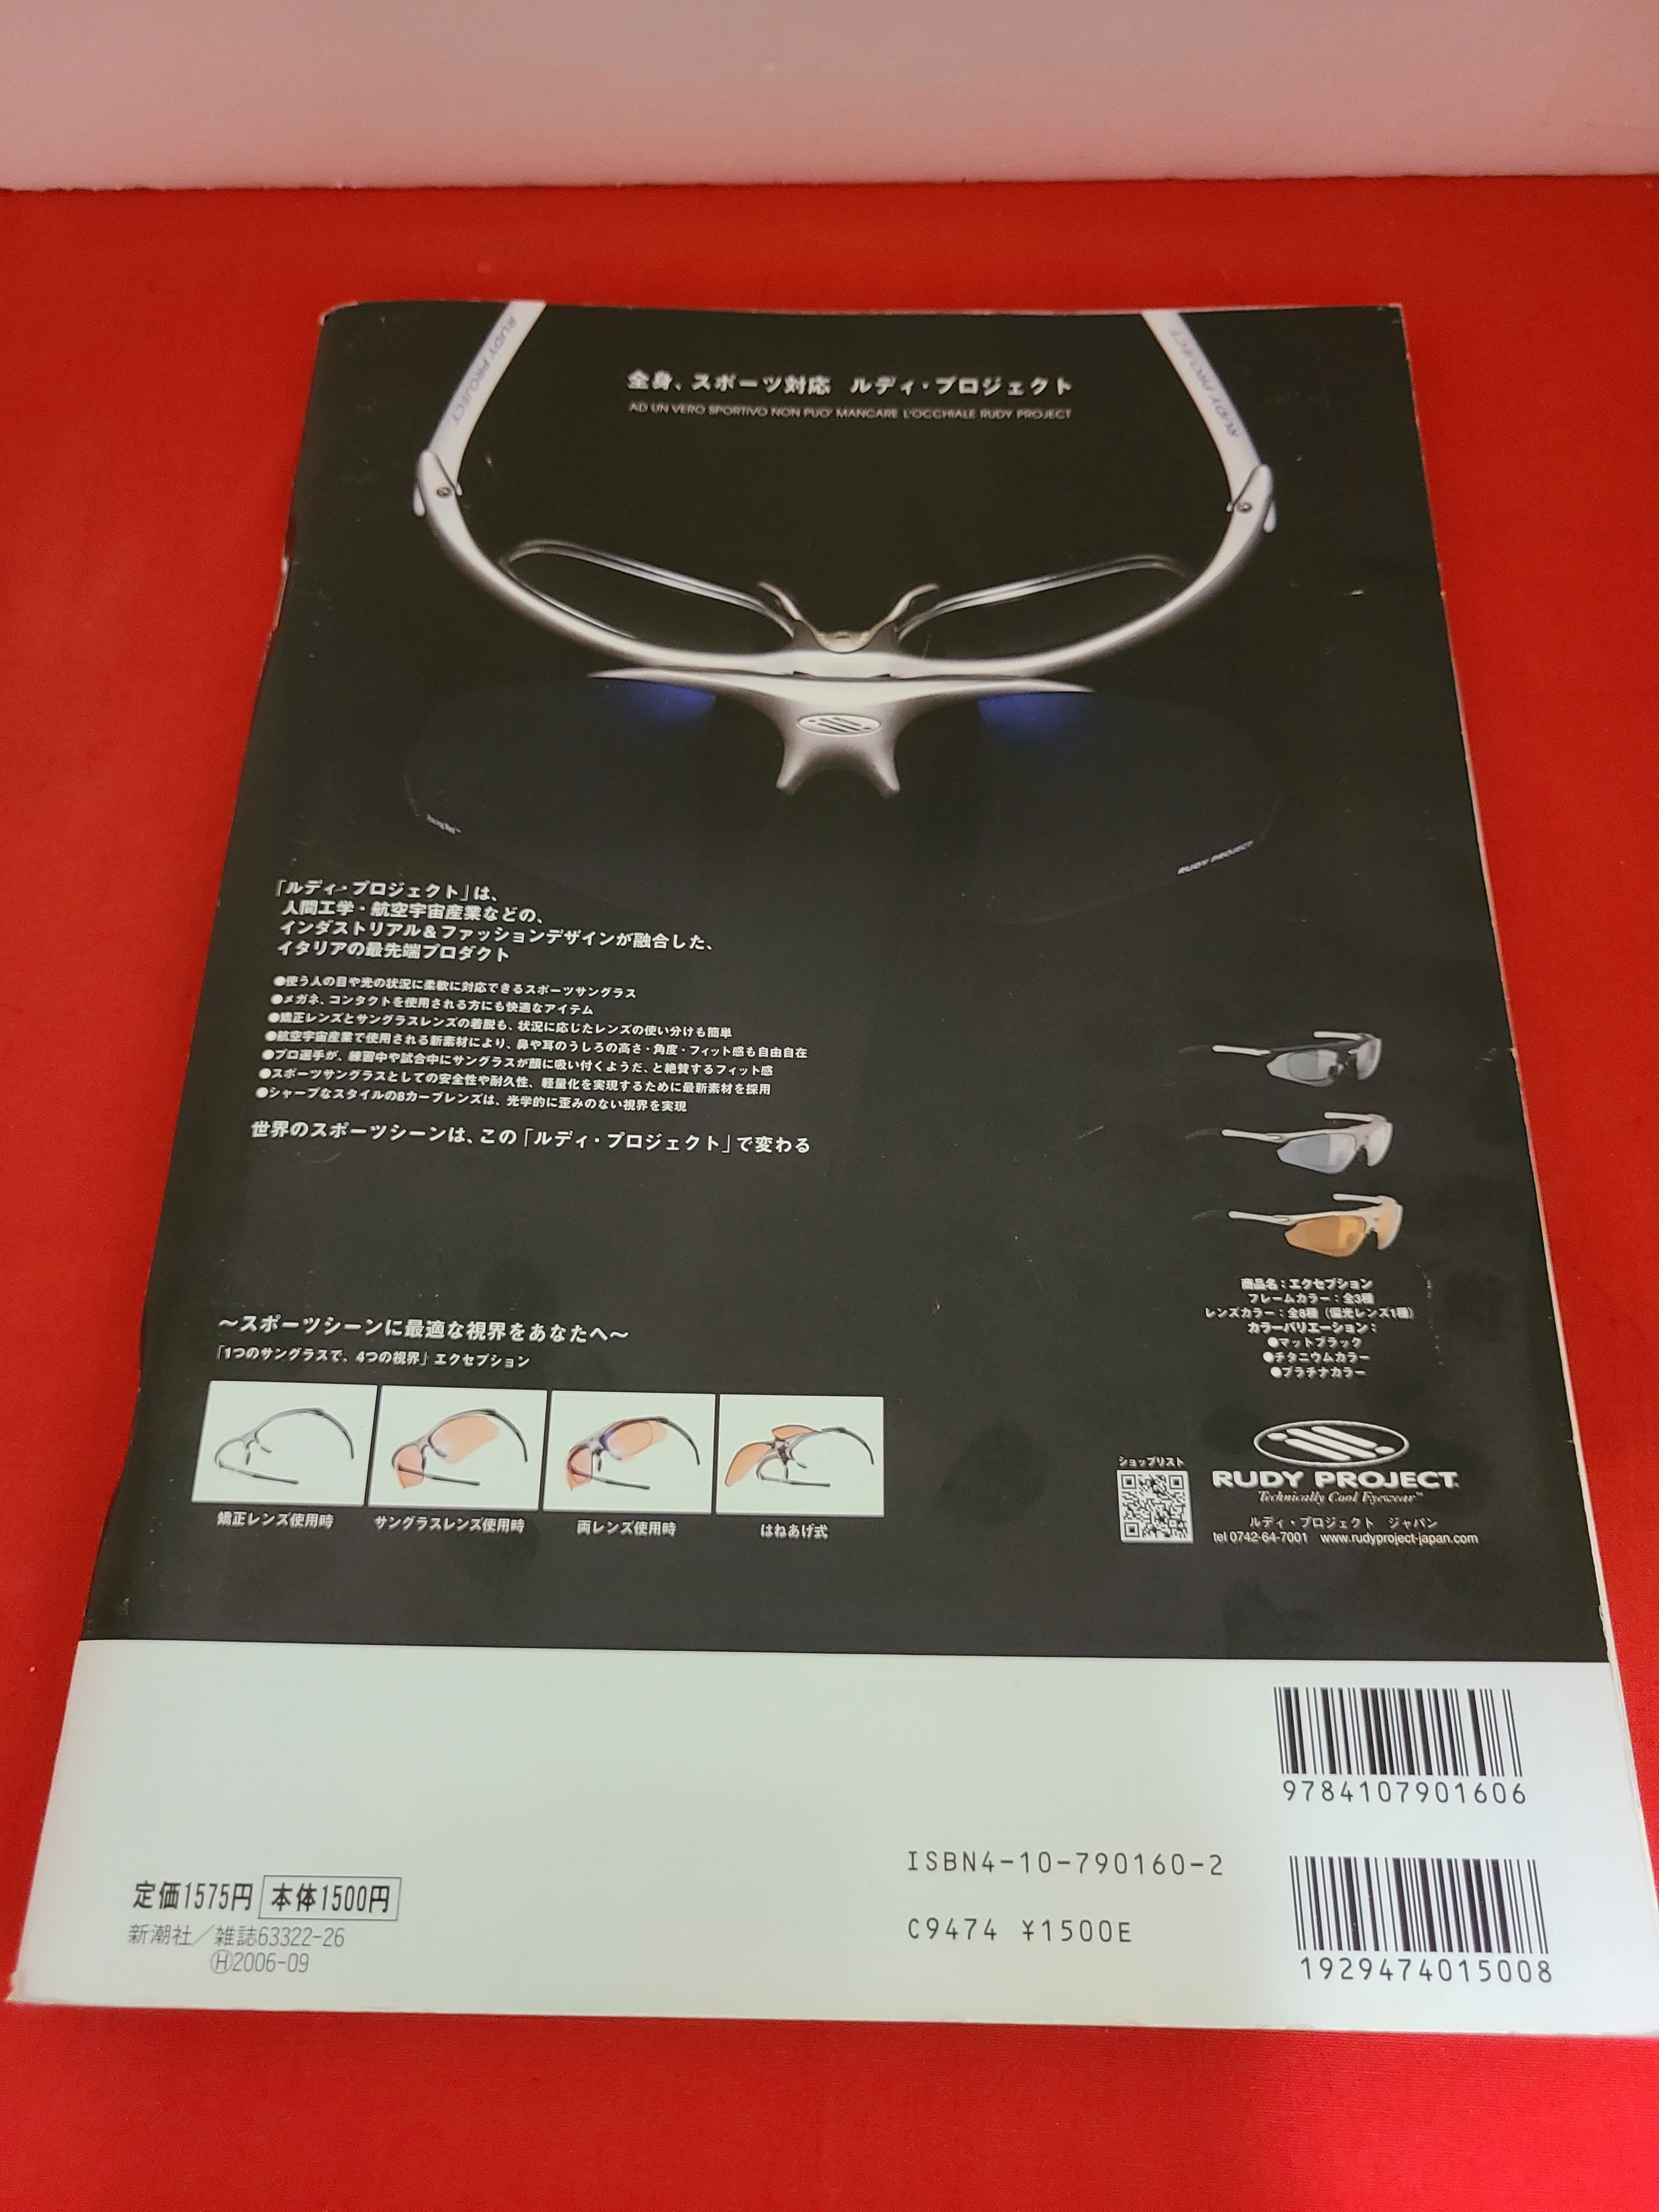 RUDY PROJECT
RUDY PROJECT
全身、スポーツ対応 ルディ・プロジェクト
AD UN VERO SPORTIVO NON PUO' MANCARE L'OCCHIALE RUDY PROJECT
RUDY PROJECT
「ルディ・プロジェクト」は、
人間工学・航空宇宙産業などの、
インダストリアル&ファッションデザインが融合した、
イタリアの最先端プロダクト
●使う人の目や光の状況に柔軟に対応できるスポーツサングラス
●メガネ、コンタクトを使用される方にも快適なアイテム
●矯正レンズとサングラスレンズの着脱も、状況に応じたレンズの使い分けも簡単
●航空宇宙産業で使用される新素材により、鼻や耳のうしろの高さ・角度・フィット感も自由自在
●プロ選手が、練習中や試合中にサングラスが顔に吸い付くようだ、と絶賛するフィット感
●スポーツサングラスとしての安全性や耐久性、軽量化を実現するために最新素材を採用
●シャープなスタイルの8カーブレンズは、光学的に歪みのない視界を実現
世界のスポーツシーンは、この「ルディ・プロジェクト」で変わる
商品名:エクセプション
フレームカラー:全3種
レンズカラー:全8種(偏光レンズ1種)
カラーバリエーション:
●マットブラック
●チタニウムカラー
●プラチナカラー
〜スポーツシーンに最適な視界をあなたへ〜
「1つのサングラスで、4つの視界」エクセプション
矯正レンズ使用時
サングラスレンズ使用時
両レンズ使用時
はねあげ式
ショップリスト
RUDY PROJECT
Technically Cool Eyewear™
ルディ・プロジェクト ジャパン
tel 0742-64-7001 www.rudyproject-japan.com
9784107901606
ISBN4-10-790160-2
C9474 ¥1500E
1929474015008
定価1575円 本体1500円
新潮社/雑誌63322-26
Ⓗ2006-09